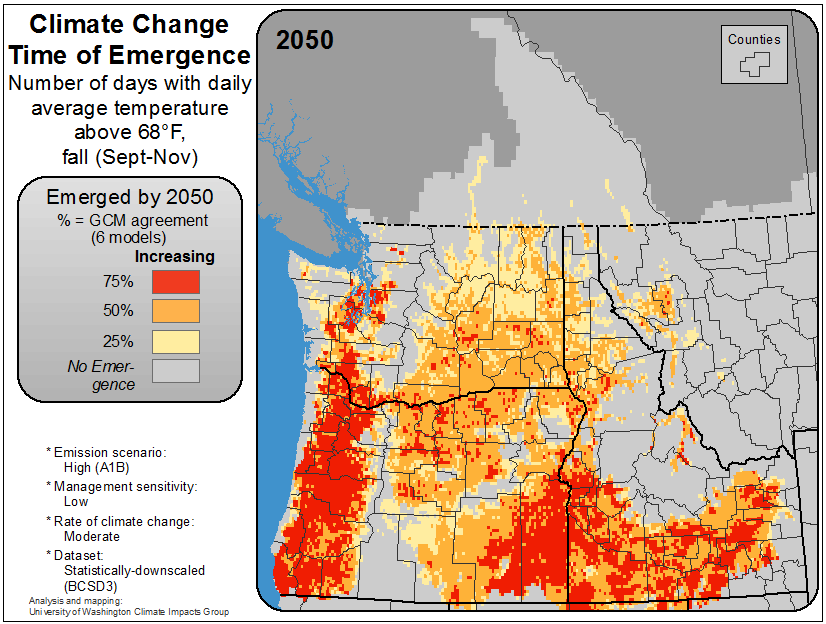 Climate Change
Time of Emergence
Number of days with daily
average temperature
above 68°F,
fall (Sept-Nov)
Emerged by 2050
% = GCM agreement
(6 models)
Increasing
75%
50%
25%
No Emer-
gence
* Emission scenario:
High (A1B)
* Management sensitivity:
Low
* Rate of climate change:
Moderate
* Dataset:
Statistically-downscaled
(BCSD3)
Analysis and mapping:
University of Washington Climate Impacts Group
2050
Counties